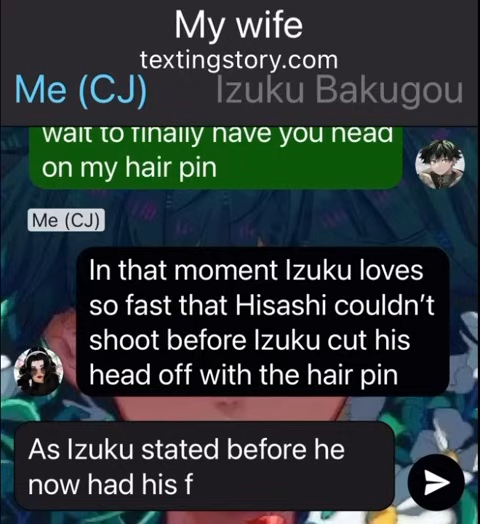 My wife
textingstory.com
Me (CJ) Izuku Bakugou
wait to finally have you head
on my hair pin
Me (CJ)
In that moment Izuku loves
so fast that Hisashi couldn't
shoot before Izuku cut his
head off with the hair pin
As Izuku stated before he
now had his f